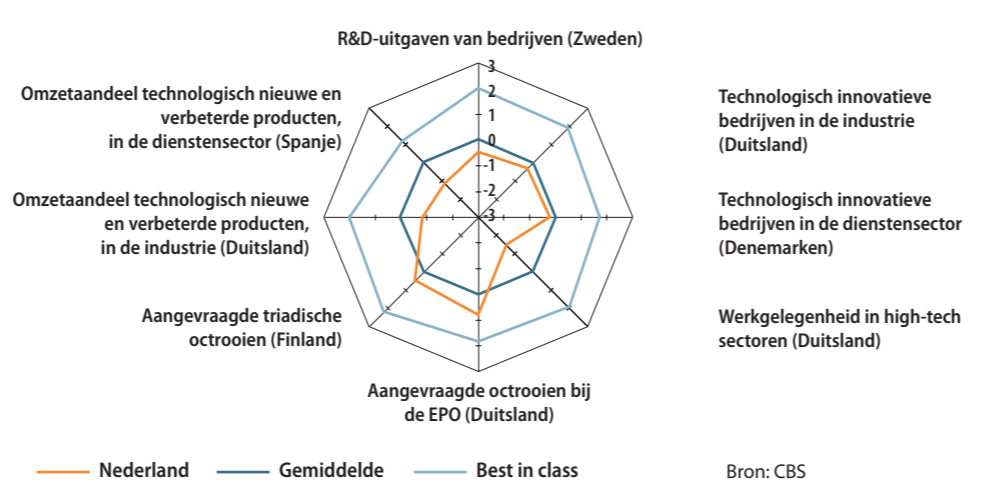 R&D-uitgaven van bedrijven (Zweden)
3
2
1
0
-1
-2
-3
Technologisch innovatieve
bedrijven in de industrie
(Duitsland)
Technologisch innovatieve
bedrijven in de dienstensector
(Denemarken)
Werkgelegenheid in high-tech
sectoren (Duitsland)
Aangevraagde octrooien bij
de EPO (Duitsland)
Aangevraagde triadische
octrooien (Finland)
Omzetaandeel technologisch nieuwe
en verbeterde producten,
in de industrie (Duitsland)
Omzetaandeel technologisch nieuwe en
verbeterde producten,
in de dienstensector (Spanje)
Nederland
Gemiddelde
Best in class
Bron: CBS